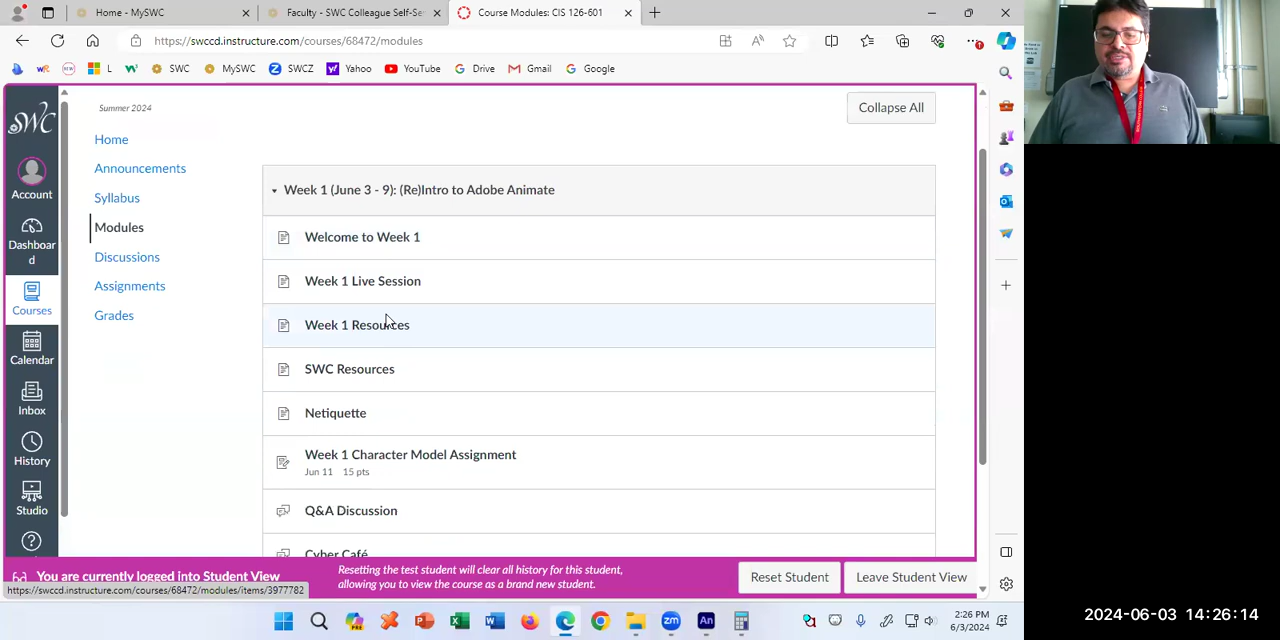 Home - MySWC
Faculty - SWC Colleague Self-Se
Course Modules: CIS 126-601
https://swccd.instructure.com/courses/68472/modules
L
SWC
MySWC
SWCZ
Yahoo
YouTube
Drive
Gmail
Google
SWC
Account
Dashboar
d
Courses
Calendar
Inbox
History
Studio
Summer 2024
Home
Announcements
Syllabus
Modules
Discussions
Assignments
Grades
Collapse All
Week 1 (June 3 - 9): (Re)Intro to Adobe Animate
Welcome to Week 1
Week 1 Live Session
Week 1 Resources
SWC Resources
Netiquette
Week 1 Character Model Assignment
Jun 11 15 pts
Q&A Discussion
Cyber Café
You are currently logged into Student View
Resetting the test student will clear all history for this student,
allowing you to view the course as a brand new student.
Reset Student
Leave Student View
https://swccd.instructure.com/courses/68472/modules/items/3977782
2:26 PM
6/3/2024
2024-06-03 14:26:14